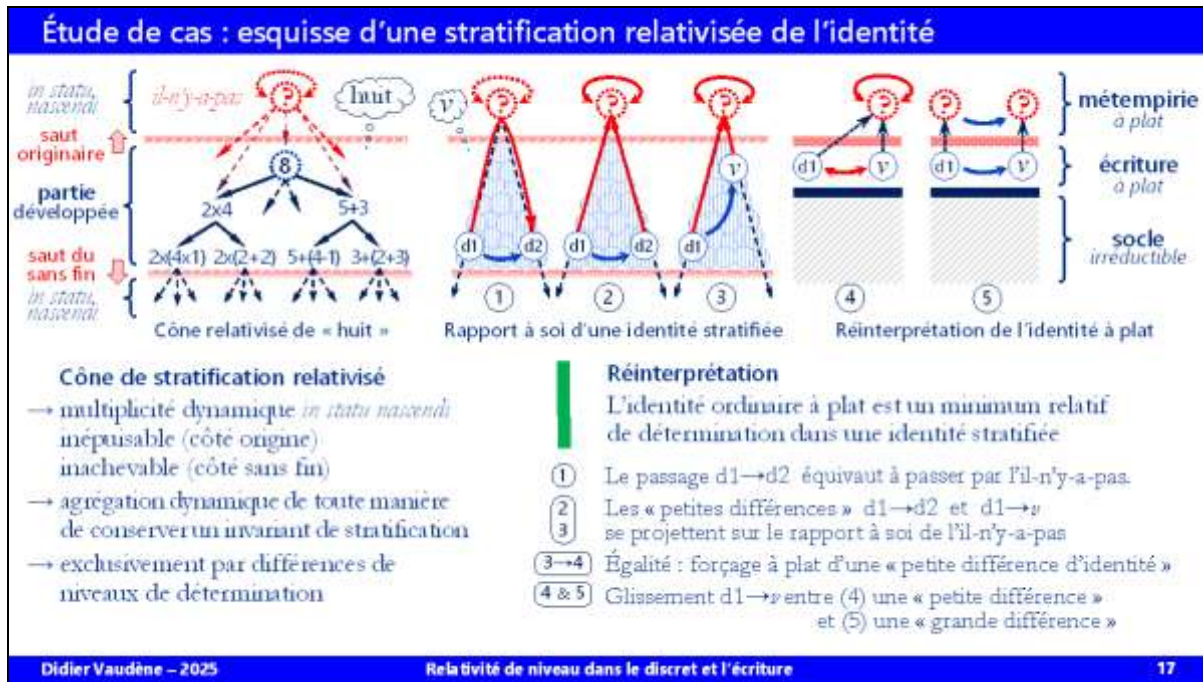 Étude de cas : esquisse d’une stratification relativisée de l’identité
in statu,
nascendi
saut
originaire
partie
développée
saut du
sans fin
in statu,
nascendi
il-n'y-a-pas
?
huit
8
2x4
5+3
2x(4x1) 2x(2+2) 5+(4-1) 3+(2+3)
Cône relativisé de « huit »
v
?
?
?
d1
d2
d1
d2
d1
v
1
2
3
Rapport à soi d’une identité stratifiée
?
?
?
d1
v
d1
v
4
5
Réinterprétation de l’identité à plat
métempirie
à plat
écriture
à plat
socle
irréductible
Cône de stratification relativisé
→ multiplicité dynamique in statu nascendi
inépuisable (côté origine)
inachevable (côté sans fin)
→ agrégation dynamique de toute manière
de conserver un invariant de stratification
→ exclusivement par différences de
niveaux de détermination
Réinterprétation
L’identité ordinaire à plat est un minimum relatif
de détermination dans une identité stratifiée
1 Le passage d1→d2 équivaut à passer par l’il-n’y-a-pas.
2 Les « petites différences » d1→d2 et d1→v
3 se projettent sur le rapport à soi de l’il-n’y-a-pas
3→4 Égalité : forçage à plat d’une « petite différence d’identité »
4 & 5 Glissement d1→v entre (4) une « petite différence »
et (5) une « grande différence »
Didier Vaudène – 2025 Relativité de niveau dans le discret et l’écriture 17